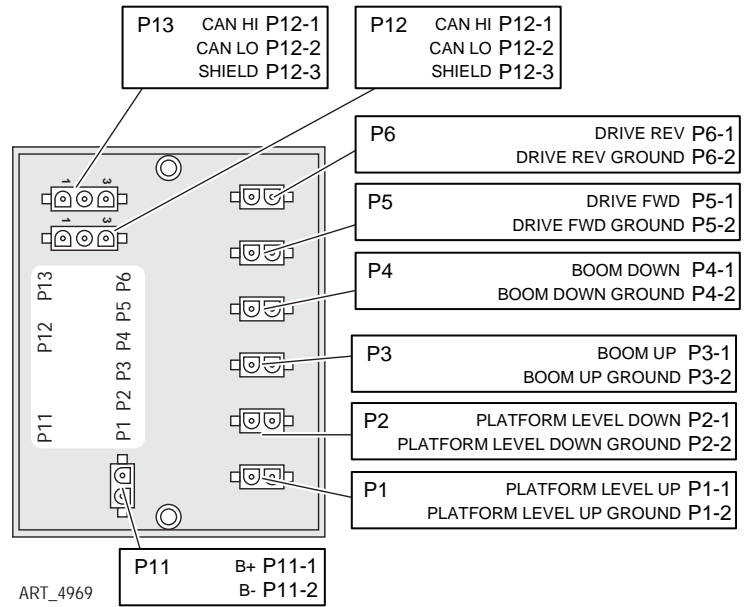 P13 CAN HI P12-1
CAN LO P12-2
SHIELD P12-3
P12 CAN HI P12-1
CAN LO P12-2
SHIELD P12-3
P6 DRIVE REV P6-1
DRIVE REV GROUND P6-2
P5 DRIVE FWD P5-1
DRIVE FWD GROUND P5-2
P4 BOOM DOWN P4-1
BOOM DOWN GROUND P4-2
P3 BOOM UP P3-1
BOOM UP GROUND P3-2
P2 PLATFORM LEVEL DOWN P2-1
PLATFORM LEVEL DOWN GROUND P2-2
P1 PLATFORM LEVEL UP P1-1
PLATFORM LEVEL UP GROUND P1-2
1 3
1 3
P11 P12 P13
P1 P2 P3 P4 P5 P6
P11 B+ P11-1
B- P11-2
ART_4969